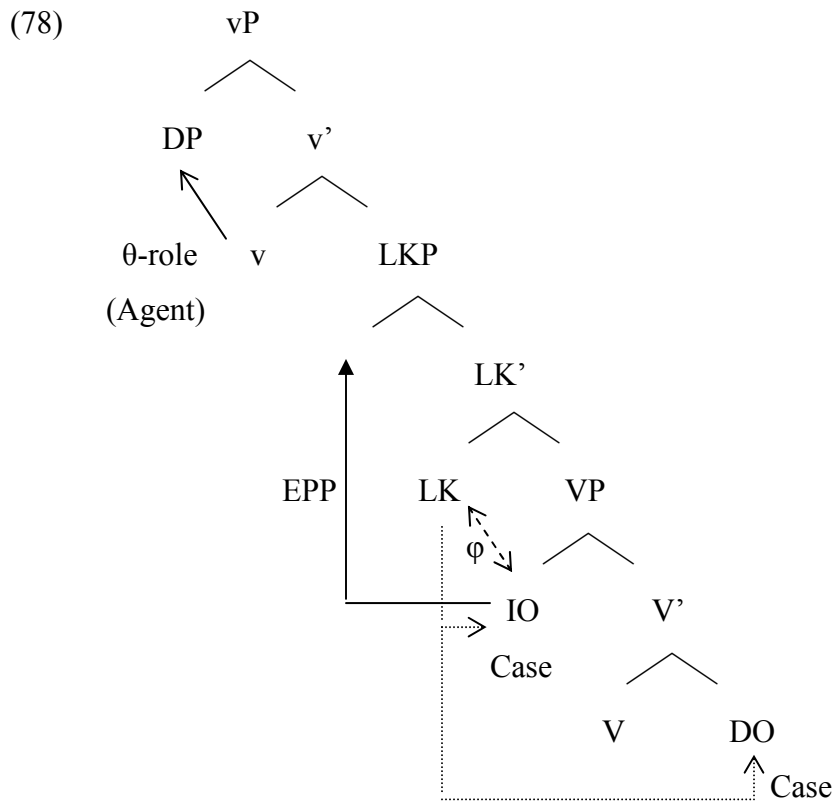 (78) vP
DP v’
θ-role v LKP
(Agent)
LK’
EPP LK VP
φ
IO V’
Case
V DO
Case